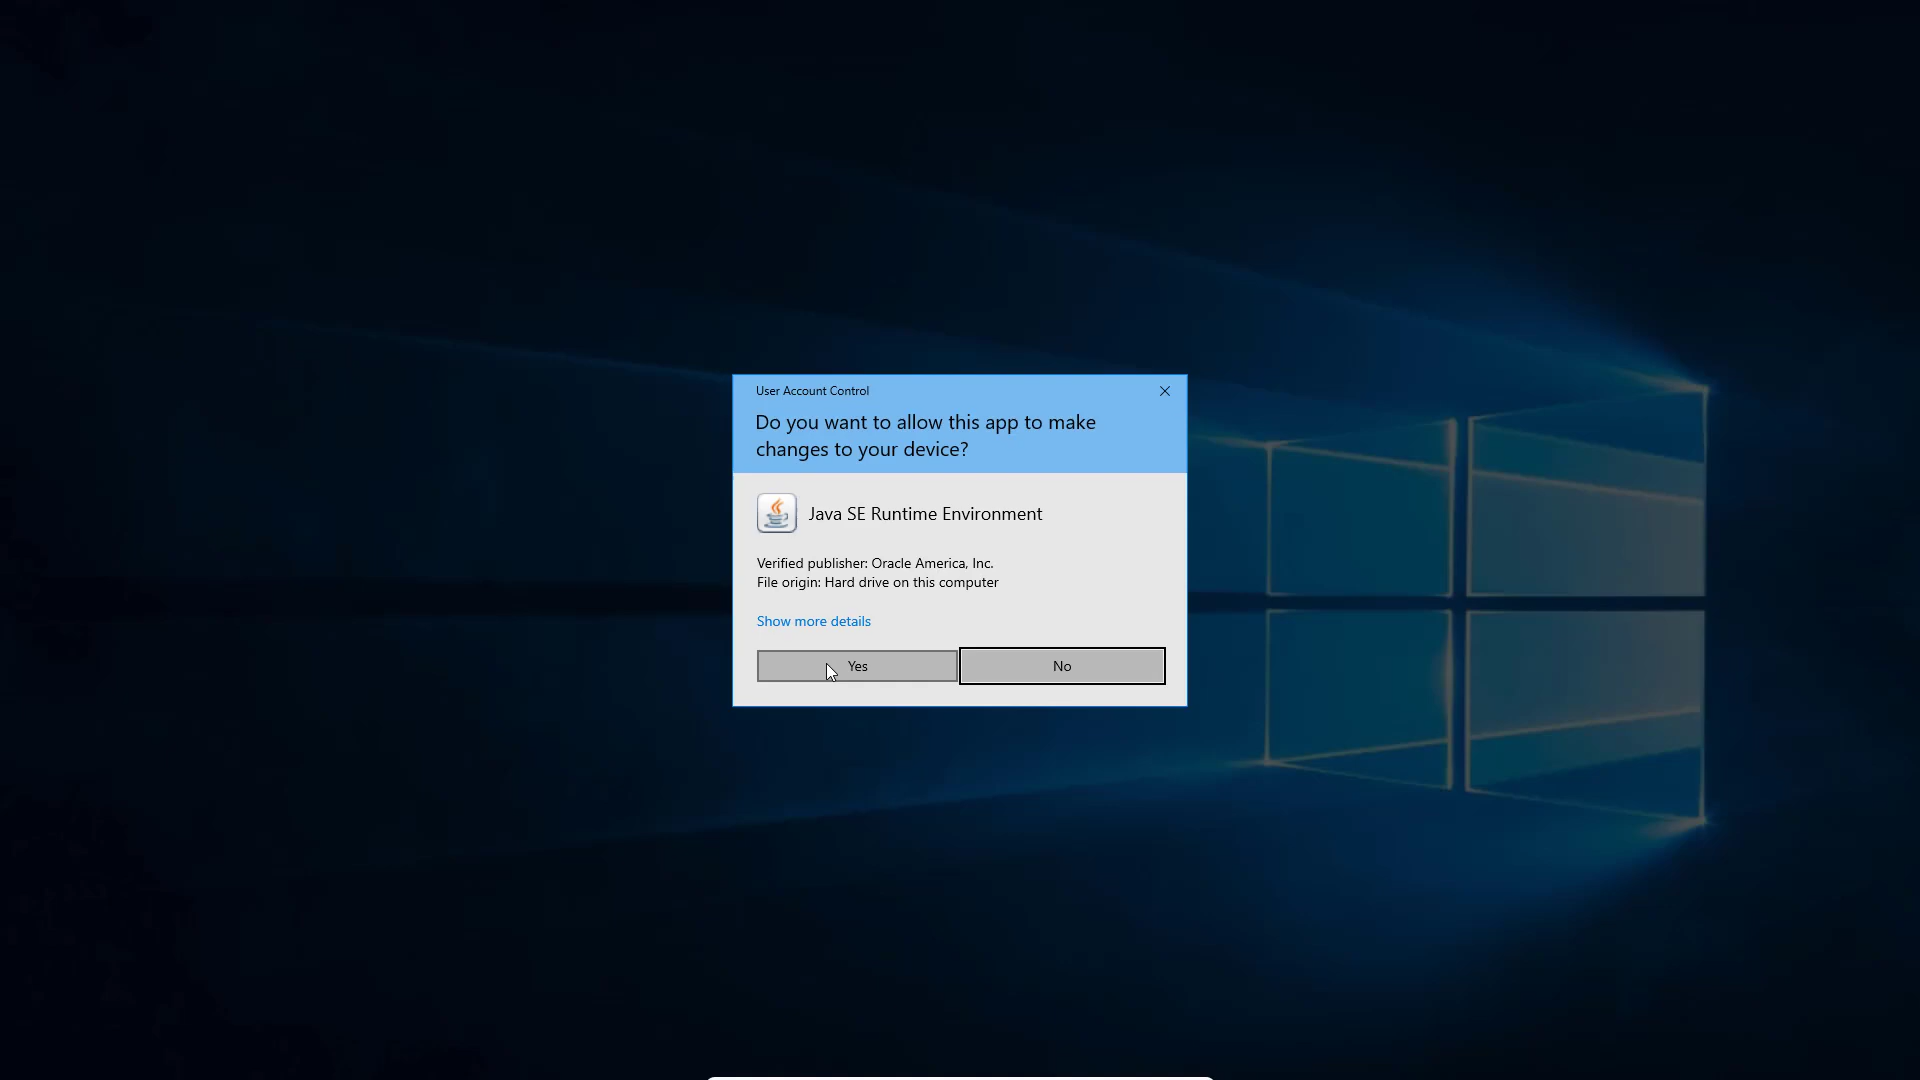 User Account Control
Do you want to allow this app to make
changes to your device?
Java SE Runtime Environment
Verified publisher: Oracle America, Inc.
File origin: Hard drive on this computer
Show more details
Yes
No